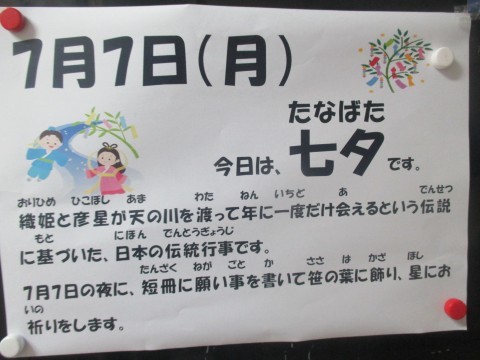 7月7日(月)
たなばた
今日は、七夕です。
おりひめ ひこぼし あま わた ねん いちど あ でんせつ
織姫と彦星が天の川を渡って年に一度だけ会えるという伝説
もと にほん でんとうぎょうじ
に基づいた、日本の伝統行事です。
たんざく ねが ごと か ささ は かざ ほし
7月7日の夜に、短冊に願い事を書いて笹の葉に飾り、星にお
いの
祈りをします。